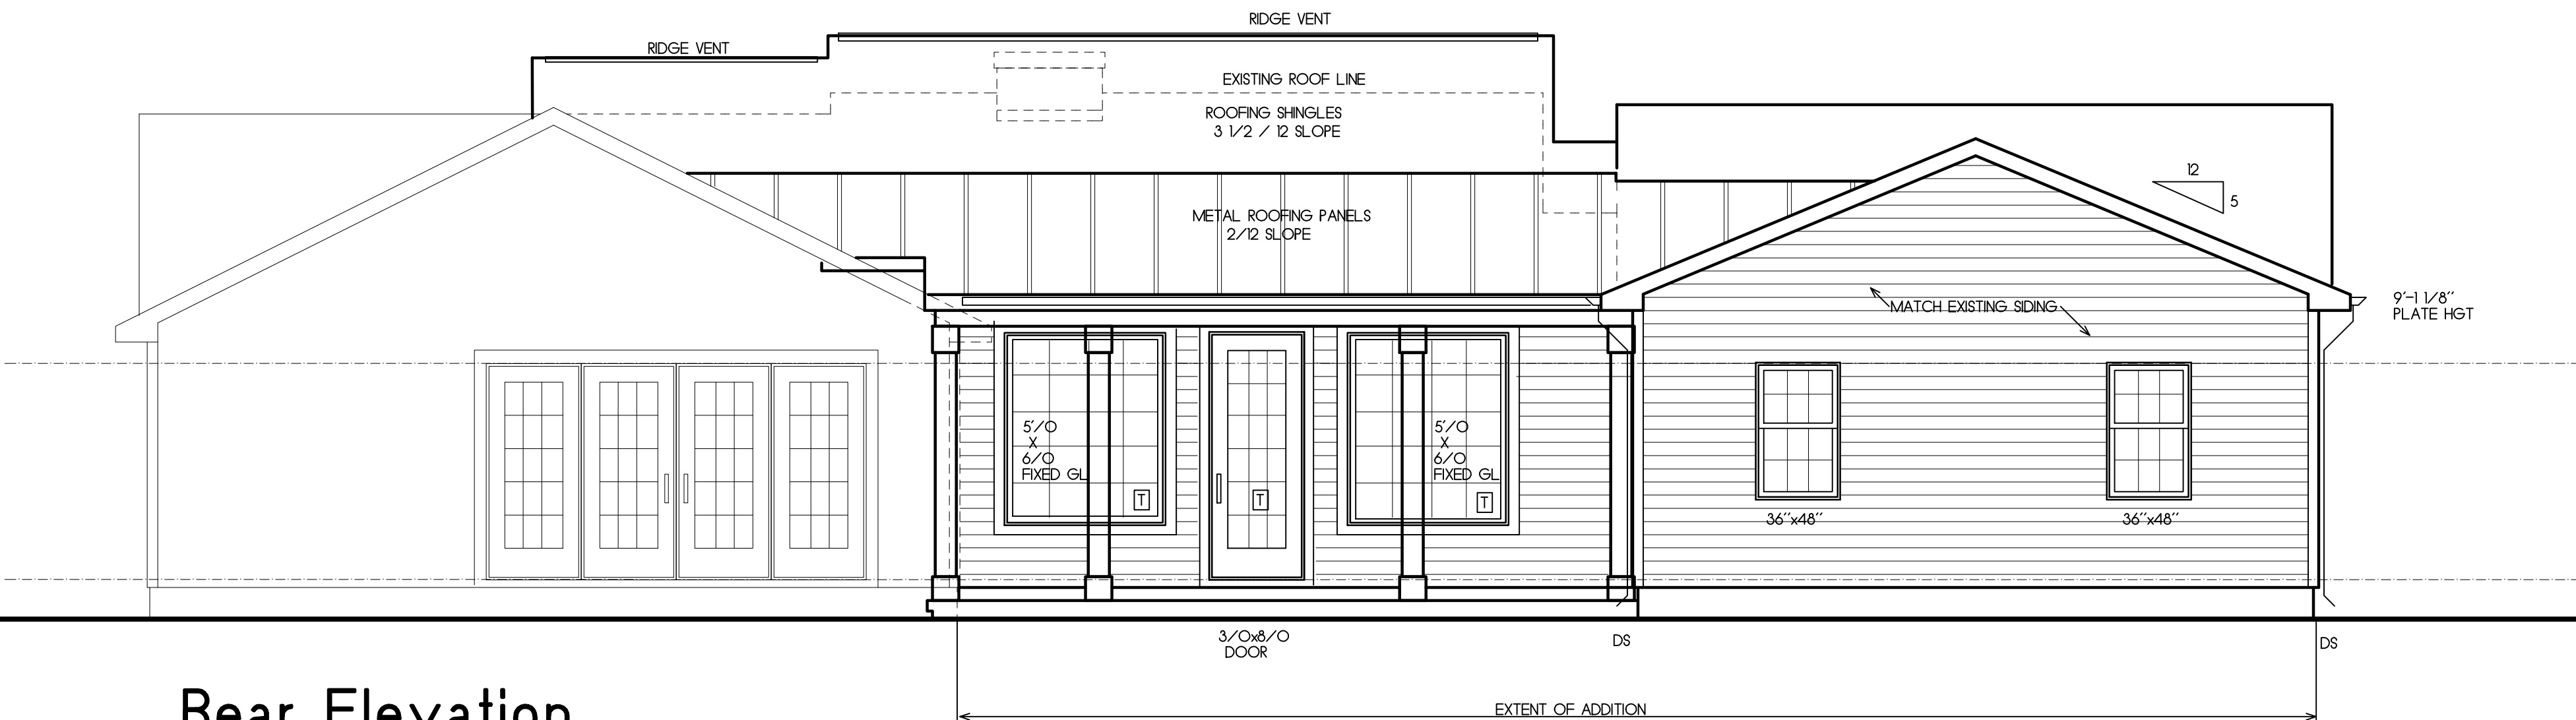 RIDGE VENT
RIDGE VENT
EXISTING ROOF LINE
ROOFING SHINGLES
3 1/2 / 12 SLOPE
12
5
METAL ROOFING PANELS
2/12 SLOPE
MATCH EXISTING SIDING
9'-1 1/8"
PLATE HGT
5'/0
X
6/0
FIXED GL
T
T
5'/0
X
6/0
FIXED GL
T
36"x48"
36"x48"
3/0x8/0
DOOR
DS
DS
EXTENT OF ADDITION
Rear Elevation